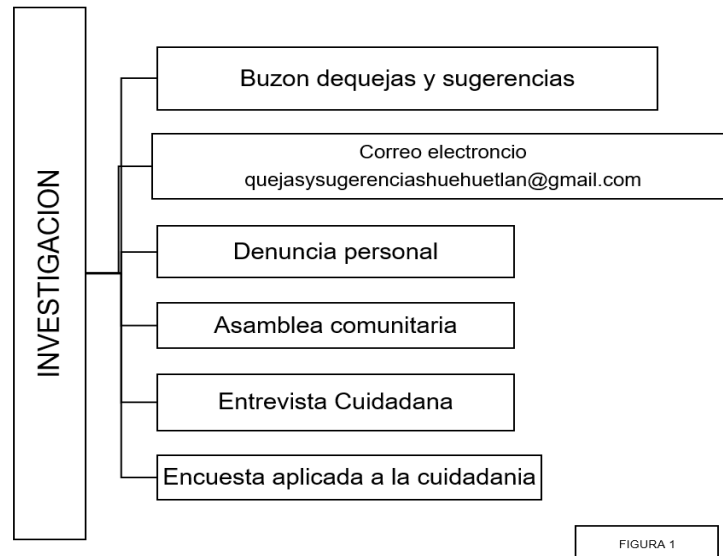 INVESTIGACION
Buzon dequejas y sugerencias
Correo electroncio
quejasysugerenciashuehuetlan@gmail.com
Denuncia personal
Asamblea comunitaria
Entrevista Cuidadana
Encuesta aplicada a la cuidadania
FIGURA 1